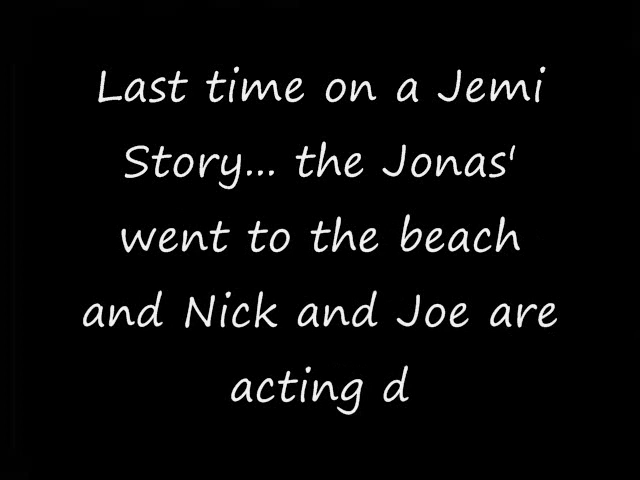 Last time on a Jemi
Story... the Jonas'
went to the beach
and Nick and Joe are
acting d